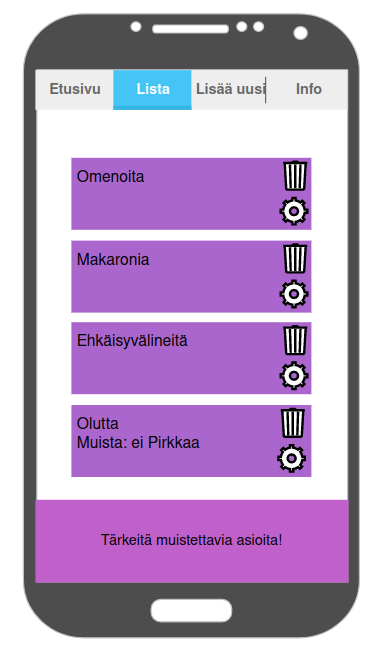 Etusivu
Lista
Lisää uusi
Info
Omenoita
Makaronia
Ehkäisyvälineitä
Olutta
Muista: ei Pirkkaa
Tärkeitä muistettavia asioita!